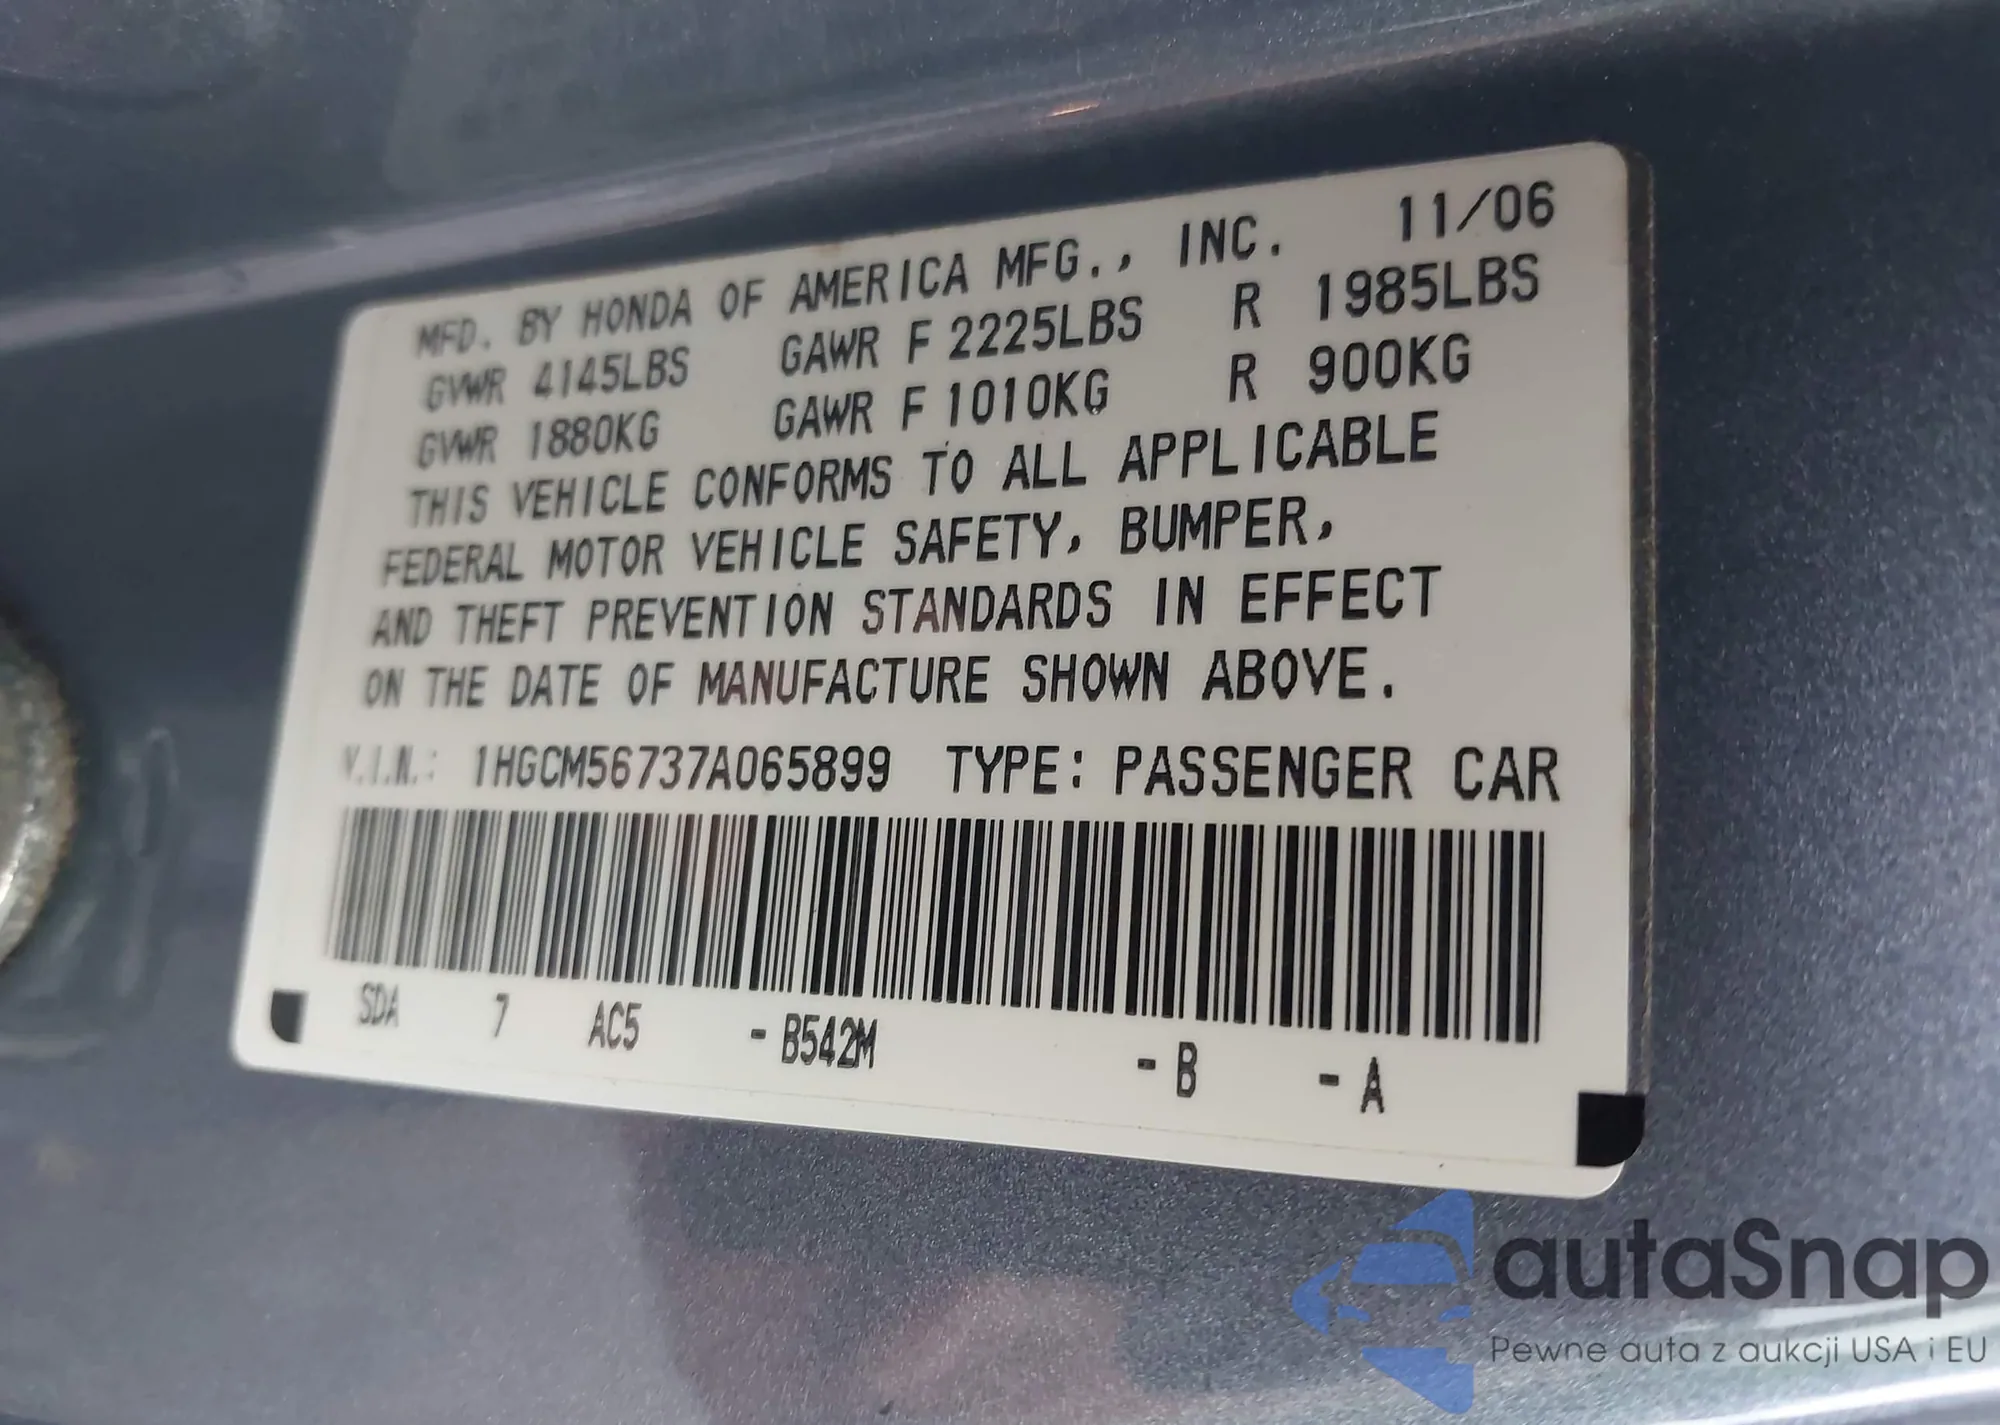 MFD. BY HONDA OF AMERICA MFG., INC. 11/06
GVWR 4145LBS GAWR F 2225LBS R 1985LBS
GVWR 1880KG GAWR F 1010KG R 900KG
THIS VEHICLE CONFORMS TO ALL APPLICABLE
FEDERAL MOTOR VEHICLE SAFETY, BUMPER,
AND THEFT PREVENTION STANDARDS IN EFFECT
ON THE DATE OF MANUFACTURE SHOWN ABOVE.
V.I.N.: 1HGCM56737A065899 TYPE: PASSENGER CAR
SDA 7 AC5 - B542M - B - A
autaSnap
Pewne auta z aukcji USA i EU